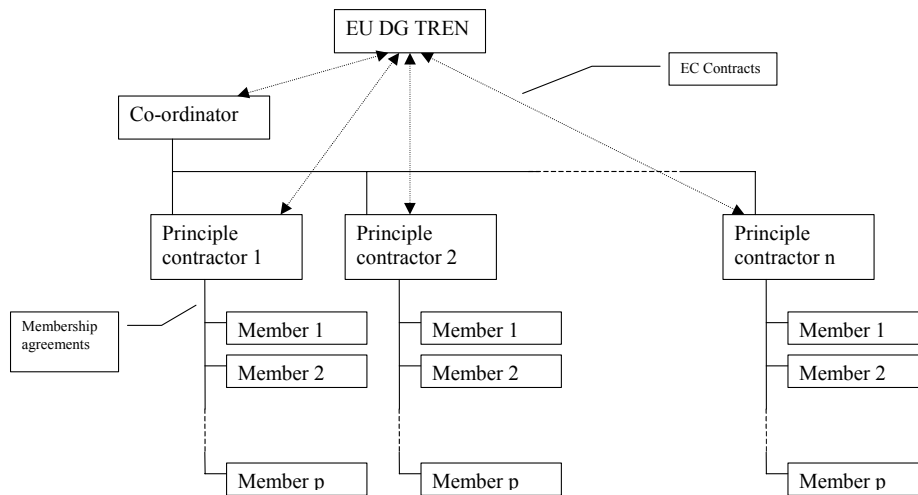 EU DG TREN
EC Contracts
Co-ordinator
Principle
contractor 1
Principle
contractor 2
Principle
contractor n
Membership
agreements
Member 1
Member 1
Member 1
Member 2
Member 2
Member 2
Member p
Member p
Member p